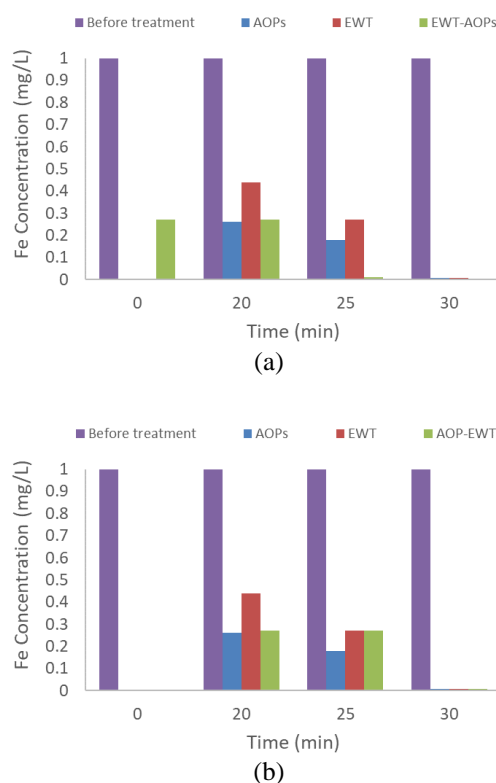 Before treatment AOPs EWT EWT-AOPs
Fe Concentration (mg/L)
1
0.9
0.8
0.7
0.6
0.5
0.4
0.3
0.2
0.1
0
0 20 25 30
Time (min)
(a)
Before treatment AOPs EWT AOP-EWT
Fe Concentration (mg/L)
1
0.9
0.8
0.7
0.6
0.5
0.4
0.3
0.2
0.1
0
0 20 25 30
Time (min)
(b)